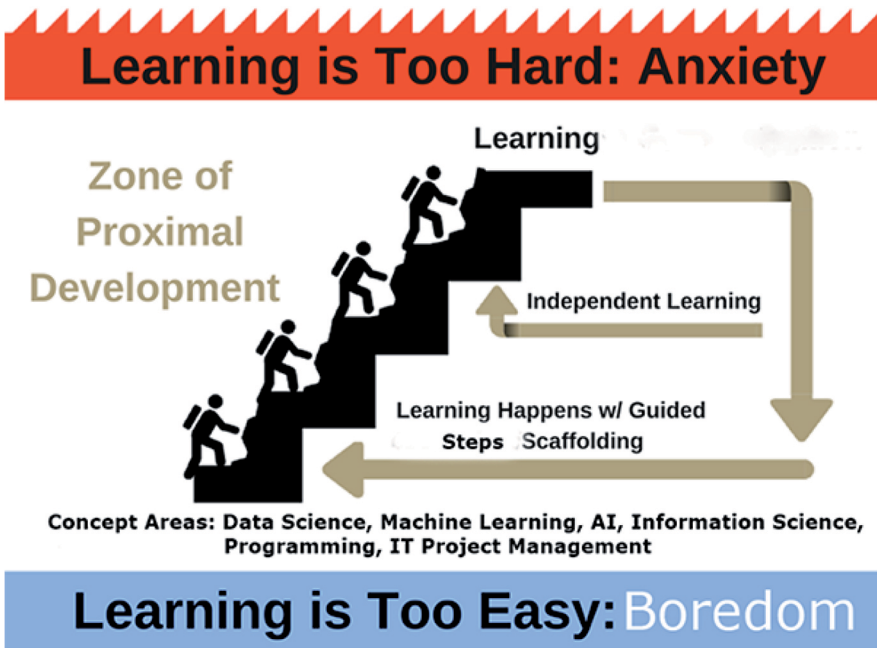 Learning is Too Hard: Anxiety
Learning
Zone of
Proximal
Development
Independent Learning
Learning Happens w/ Guided
Steps Scaffolding
Concept Areas: Data Science, Machine Learning, AI, Information Science,
Programming, IT Project Management
Learning is Too Easy: Boredom